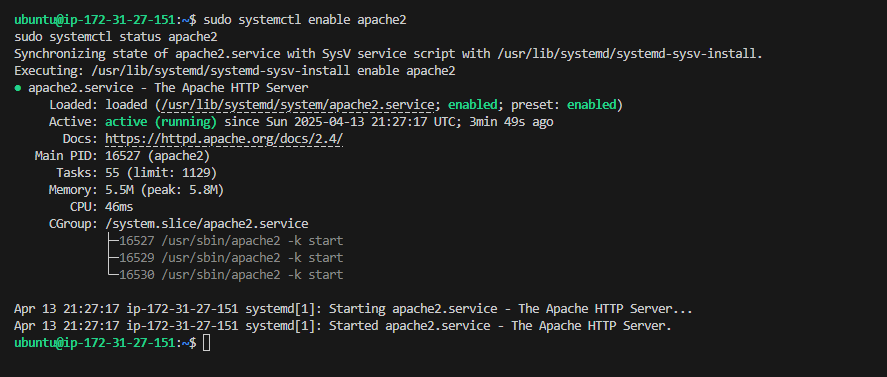 ubuntu@ip-172-31-27-151:~$ sudo systemctl enable apache2
sudo systemctl status apache2
Synchronizing state of apache2.service with SysV service script with /usr/lib/systemd/systemd-sysv-install.
Executing: /usr/lib/systemd/systemd-sysv-install enable apache2
● apache2.service - The Apache HTTP Server
     Loaded: loaded (/usr/lib/systemd/system/apache2.service; enabled; preset: enabled)
     Active: active (running) since Sun 2025-04-13 21:27:17 UTC; 3min 49s ago
       Docs: https://httpd.apache.org/docs/2.4/
   Main PID: 16527 (apache2)
      Tasks: 55 (limit: 1129)
     Memory: 5.5M (peak: 5.8M)
        CPU: 46ms
     CGroup: /system.slice/apache2.service
             ├─16527 /usr/sbin/apache2 -k start
             ├─16529 /usr/sbin/apache2 -k start
             └─16530 /usr/sbin/apache2 -k start

Apr 13 21:27:17 ip-172-31-27-151 systemd[1]: Starting apache2.service - The Apache HTTP Server...
Apr 13 21:27:17 ip-172-31-27-151 systemd[1]: Started apache2.service - The Apache HTTP Server.
ubuntu@ip-172-31-27-151:~$